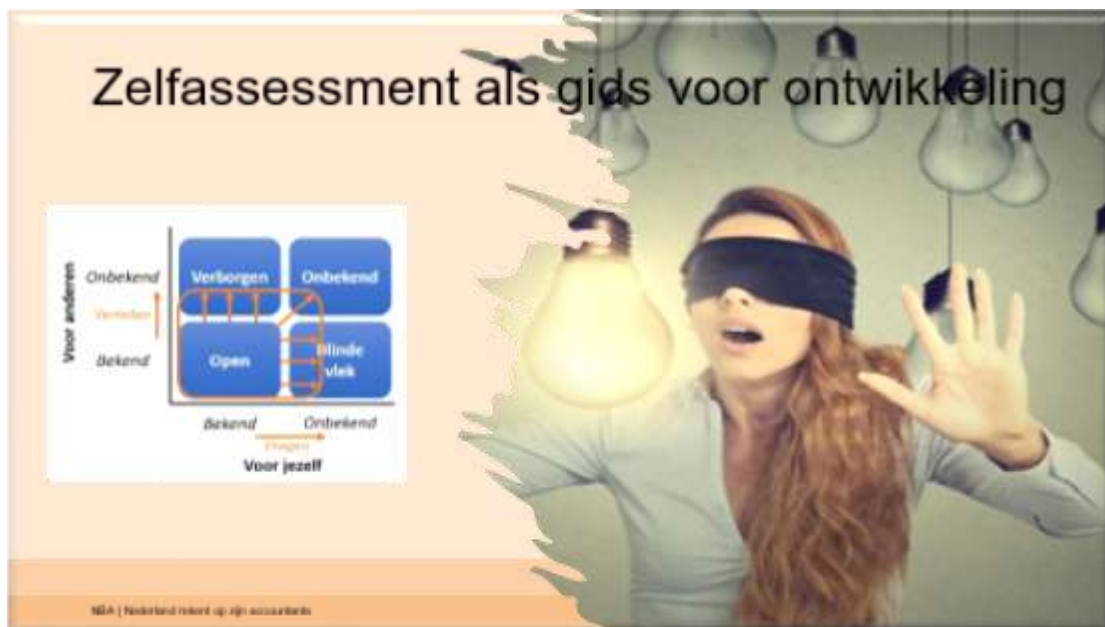 Zelfassessment als gids voor ontwikkeling
Voor anderen
Onbekend
Vertellen
Bekend
Verborgen
Onbekend
Open
Blinde
vlek
Bekend
Onbekend
Vragen
Voor jezelf
NBA | Nederland rekent op zijn accountants